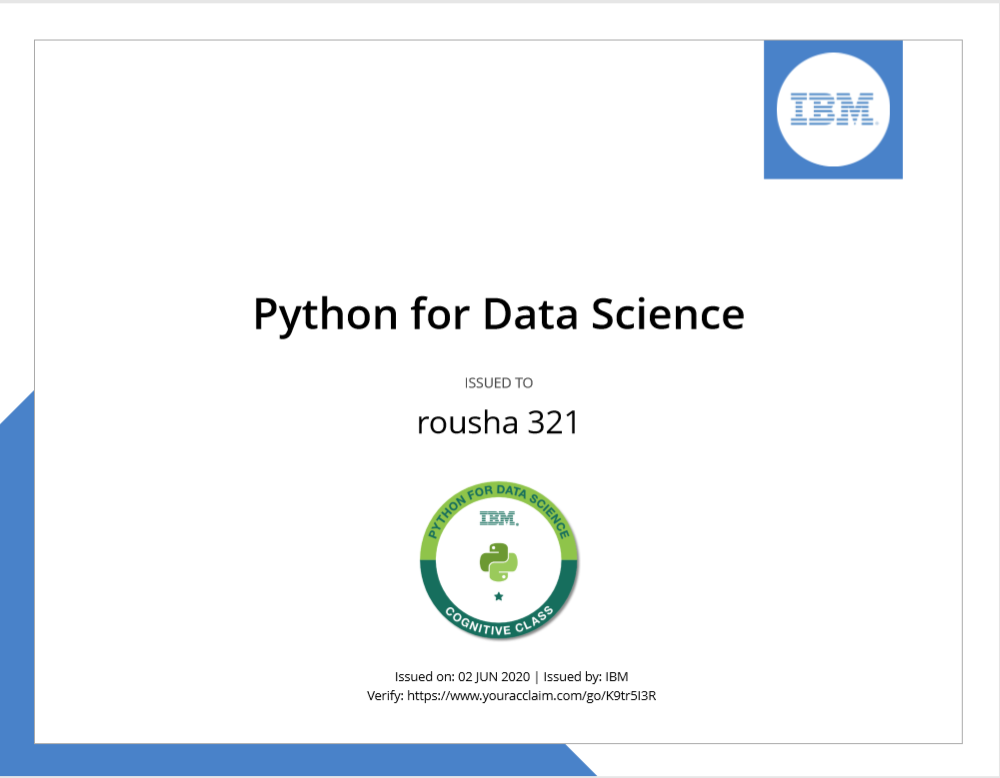 IBM
Python for Data Science
ISSUED TO
rousha 321
PYTHON FOR DATA SCIENCE
IBM
COGNITIVE CLASS
Issued on: 02 JUN 2020 | Issued by: IBM
Verify: https://www.youracclaim.com/go/K9tr5I3R